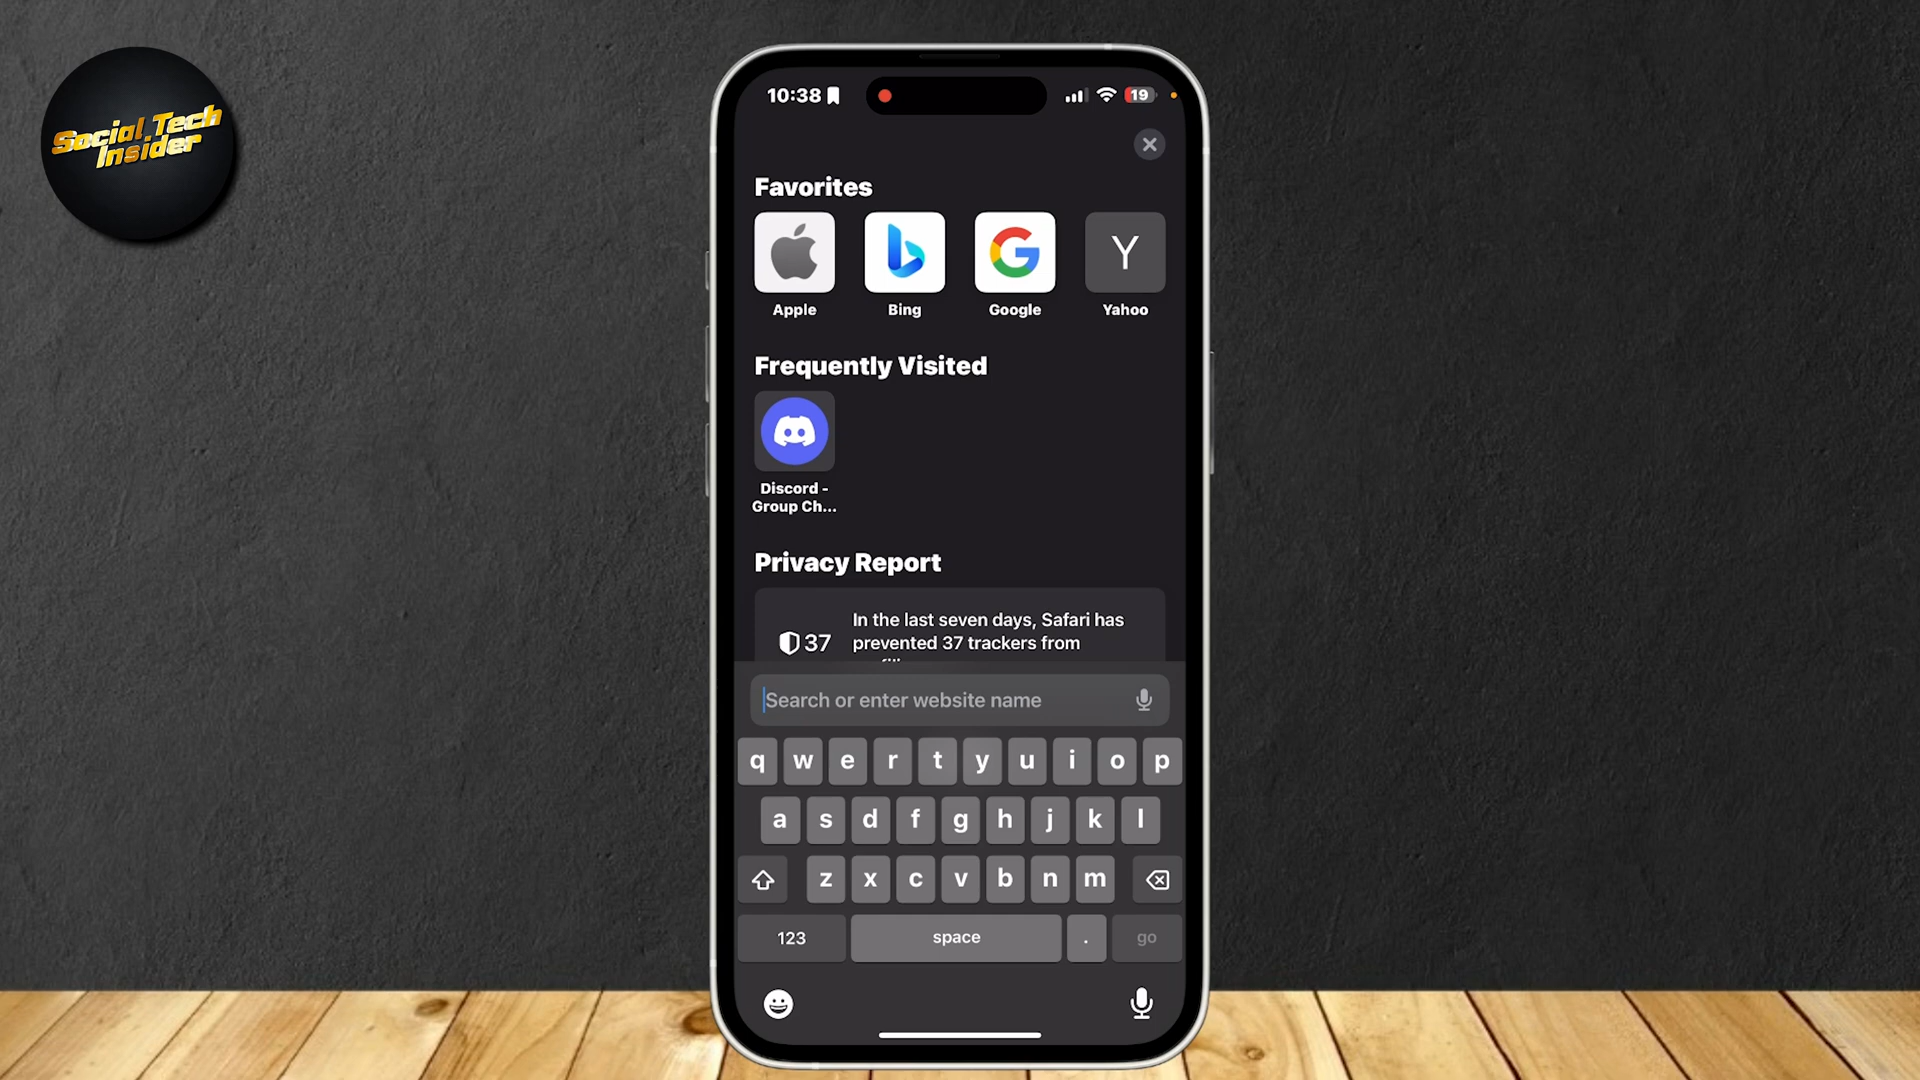 Social Tech
Insider
10:38
19
Favorites
Y
Apple
Bing
Google
Yahoo
Frequently Visited
Discord -
Group Ch...
Privacy Report
37
In the last seven days, Safari has
prevented 37 trackers from
Search or enter website name
q w e r t y u i o p
a s d f g h j k l
z x c v b n m
123
space
.
go